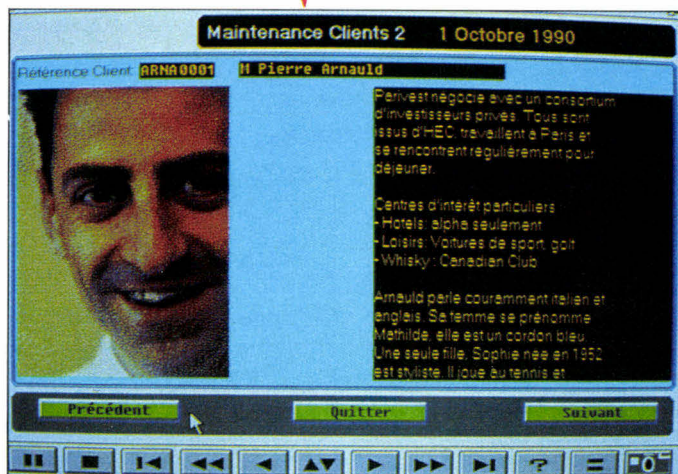 Maintenance Clients 2 1 Octobre 1990
Référence Client ARNA0001 M Pierre Arnauld
Parivest négocie avec un consortium
d'investisseurs privés. Tous sont
issus d'HEC, travaillent à Paris et
se rencontrent régulièrement pour
déjeuner.
Centres d'intérêt particuliers
- Hotels: alpha seulement
- Loisirs: Voitures de sport, golf
- Whisky: Canadian Club
Arnauld parle couramment italien et
anglais. Sa femme se prénomme
Mathilde, elle est un cordon bleu.
Une seule fille, Sophie née en 1952
est styliste. Il joue au tennis et
Précédent Quitter Suivant
?